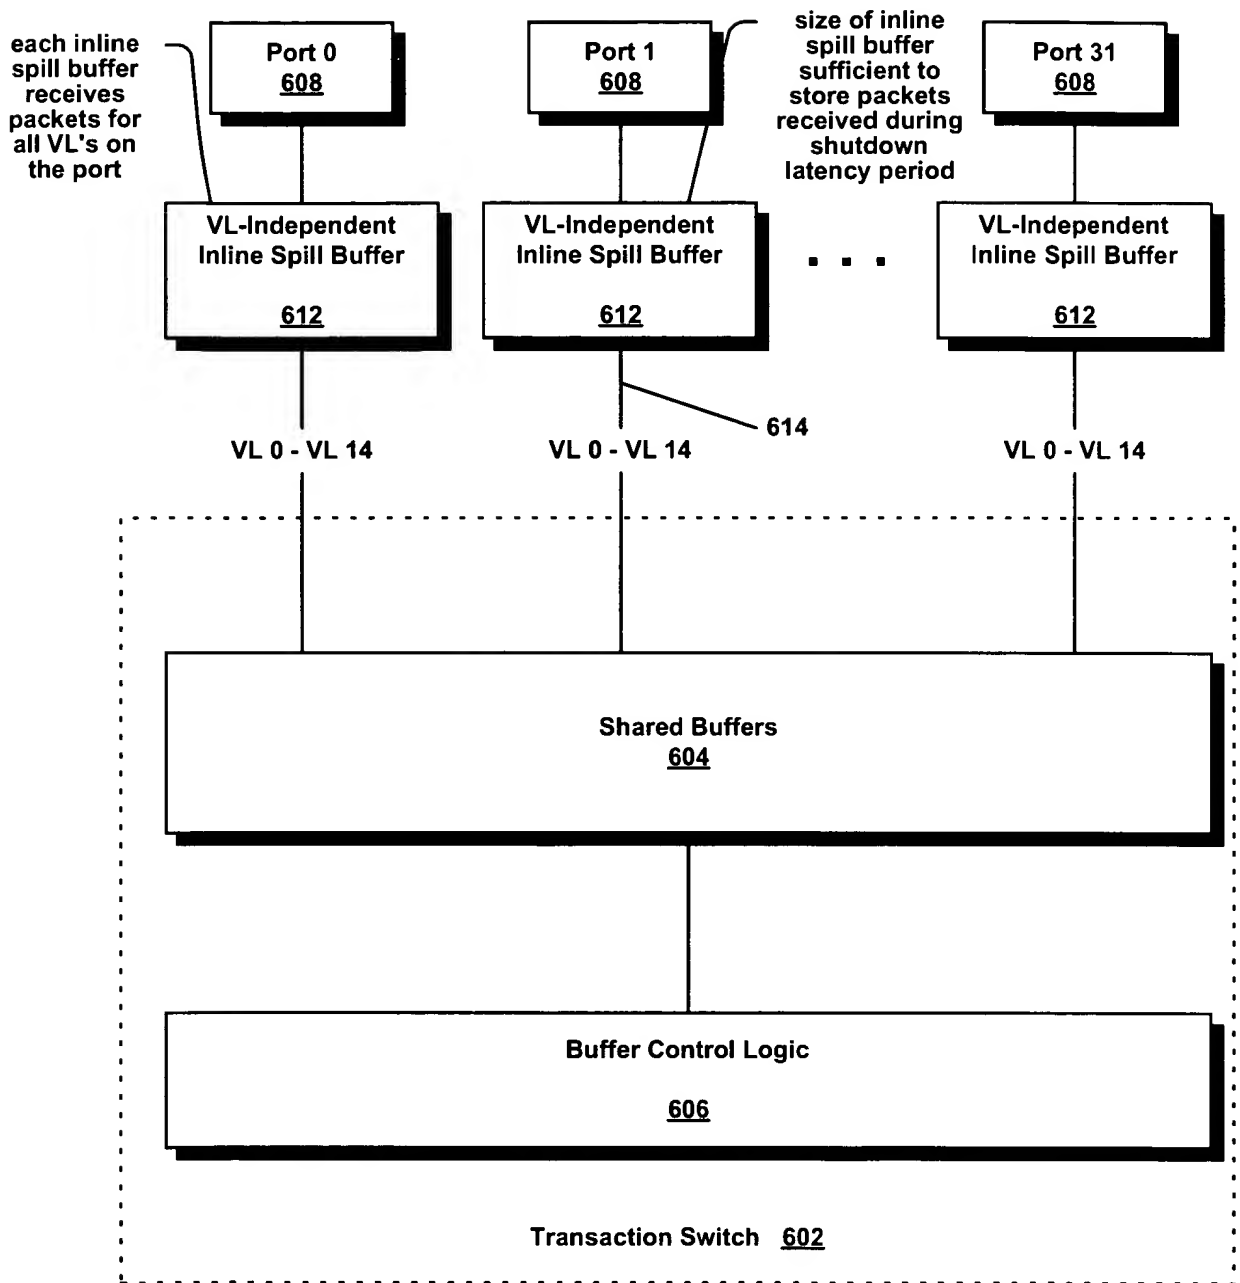 each inline
spill buffer
receives
packets for
all VL's on
the port
Port 0
608
Port 1
608
size of inline
spill buffer
sufficient to
store packets
received during
shutdown
latency period
Port 31
608
VL-Independent
Inline Spill Buffer
612
VL-Independent
Inline Spill Buffer
612
. . .
VL-Independent
Inline Spill Buffer
612
614
VL 0 - VL 14
VL 0 - VL 14
VL 0 - VL 14
Shared Buffers
604
Buffer Control Logic
606
Transaction Switch 602